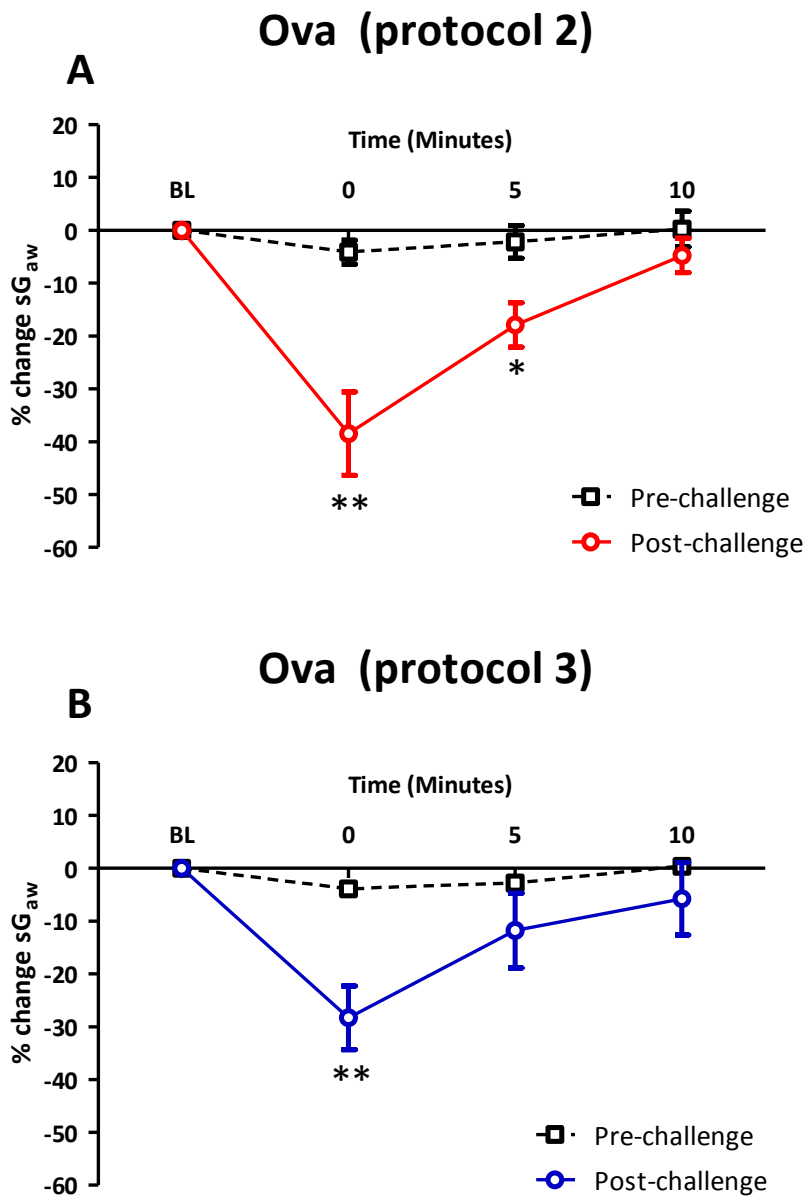 Ova  (protocol 2)
A
20
Time (Minutes)
10
BL 0 5 10
0
-10
-20
*
-30
-40
-50
**
-60
% change sGaw
Pre-challenge
Post-challenge
Ova  (protocol 3)
B
20
Time (Minutes)
10
BL 0 5 10
0
-10
-20
-30
**
-40
-50
-60
% change sGaw
Pre-challenge
Post-challenge